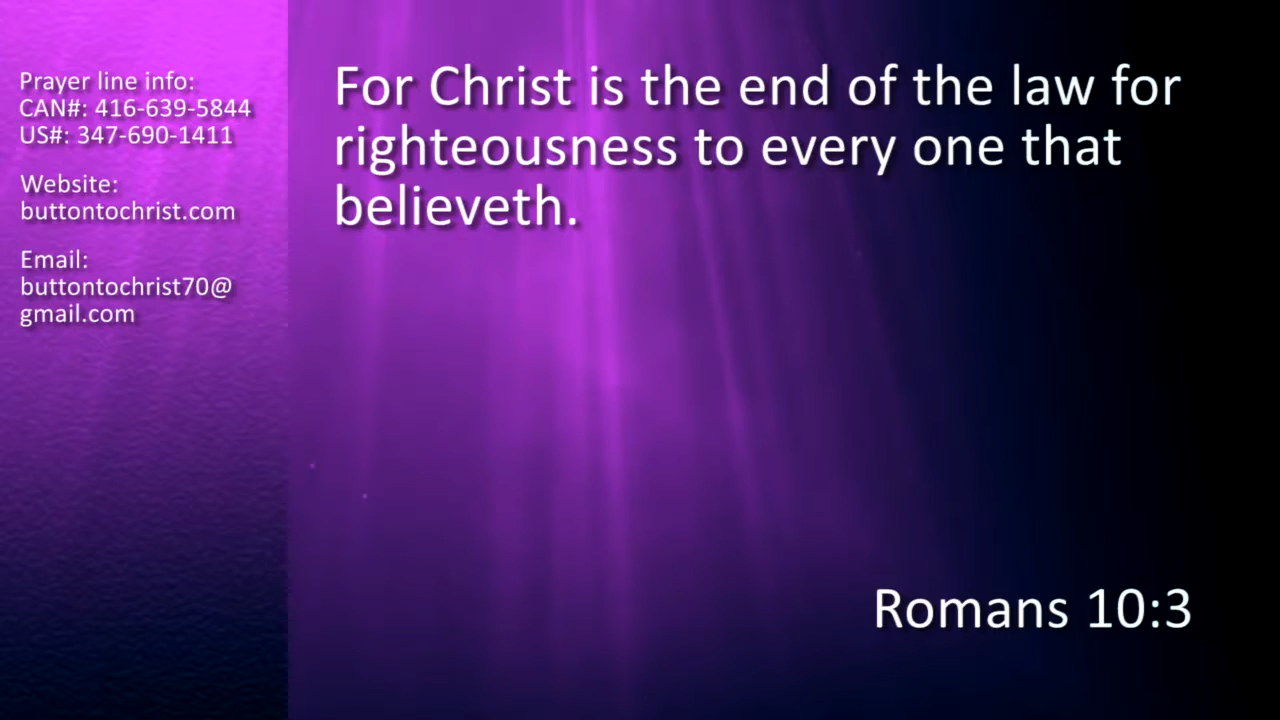 Prayer line info:
CAN#: 416-639-5844
US#: 347-690-1411
Website:
buttontochrist.com
Email:
buttontochrist70@
gmail.com
For Christ is the end of the law for
righteousness to every one that
believeth.
Romans 10:3